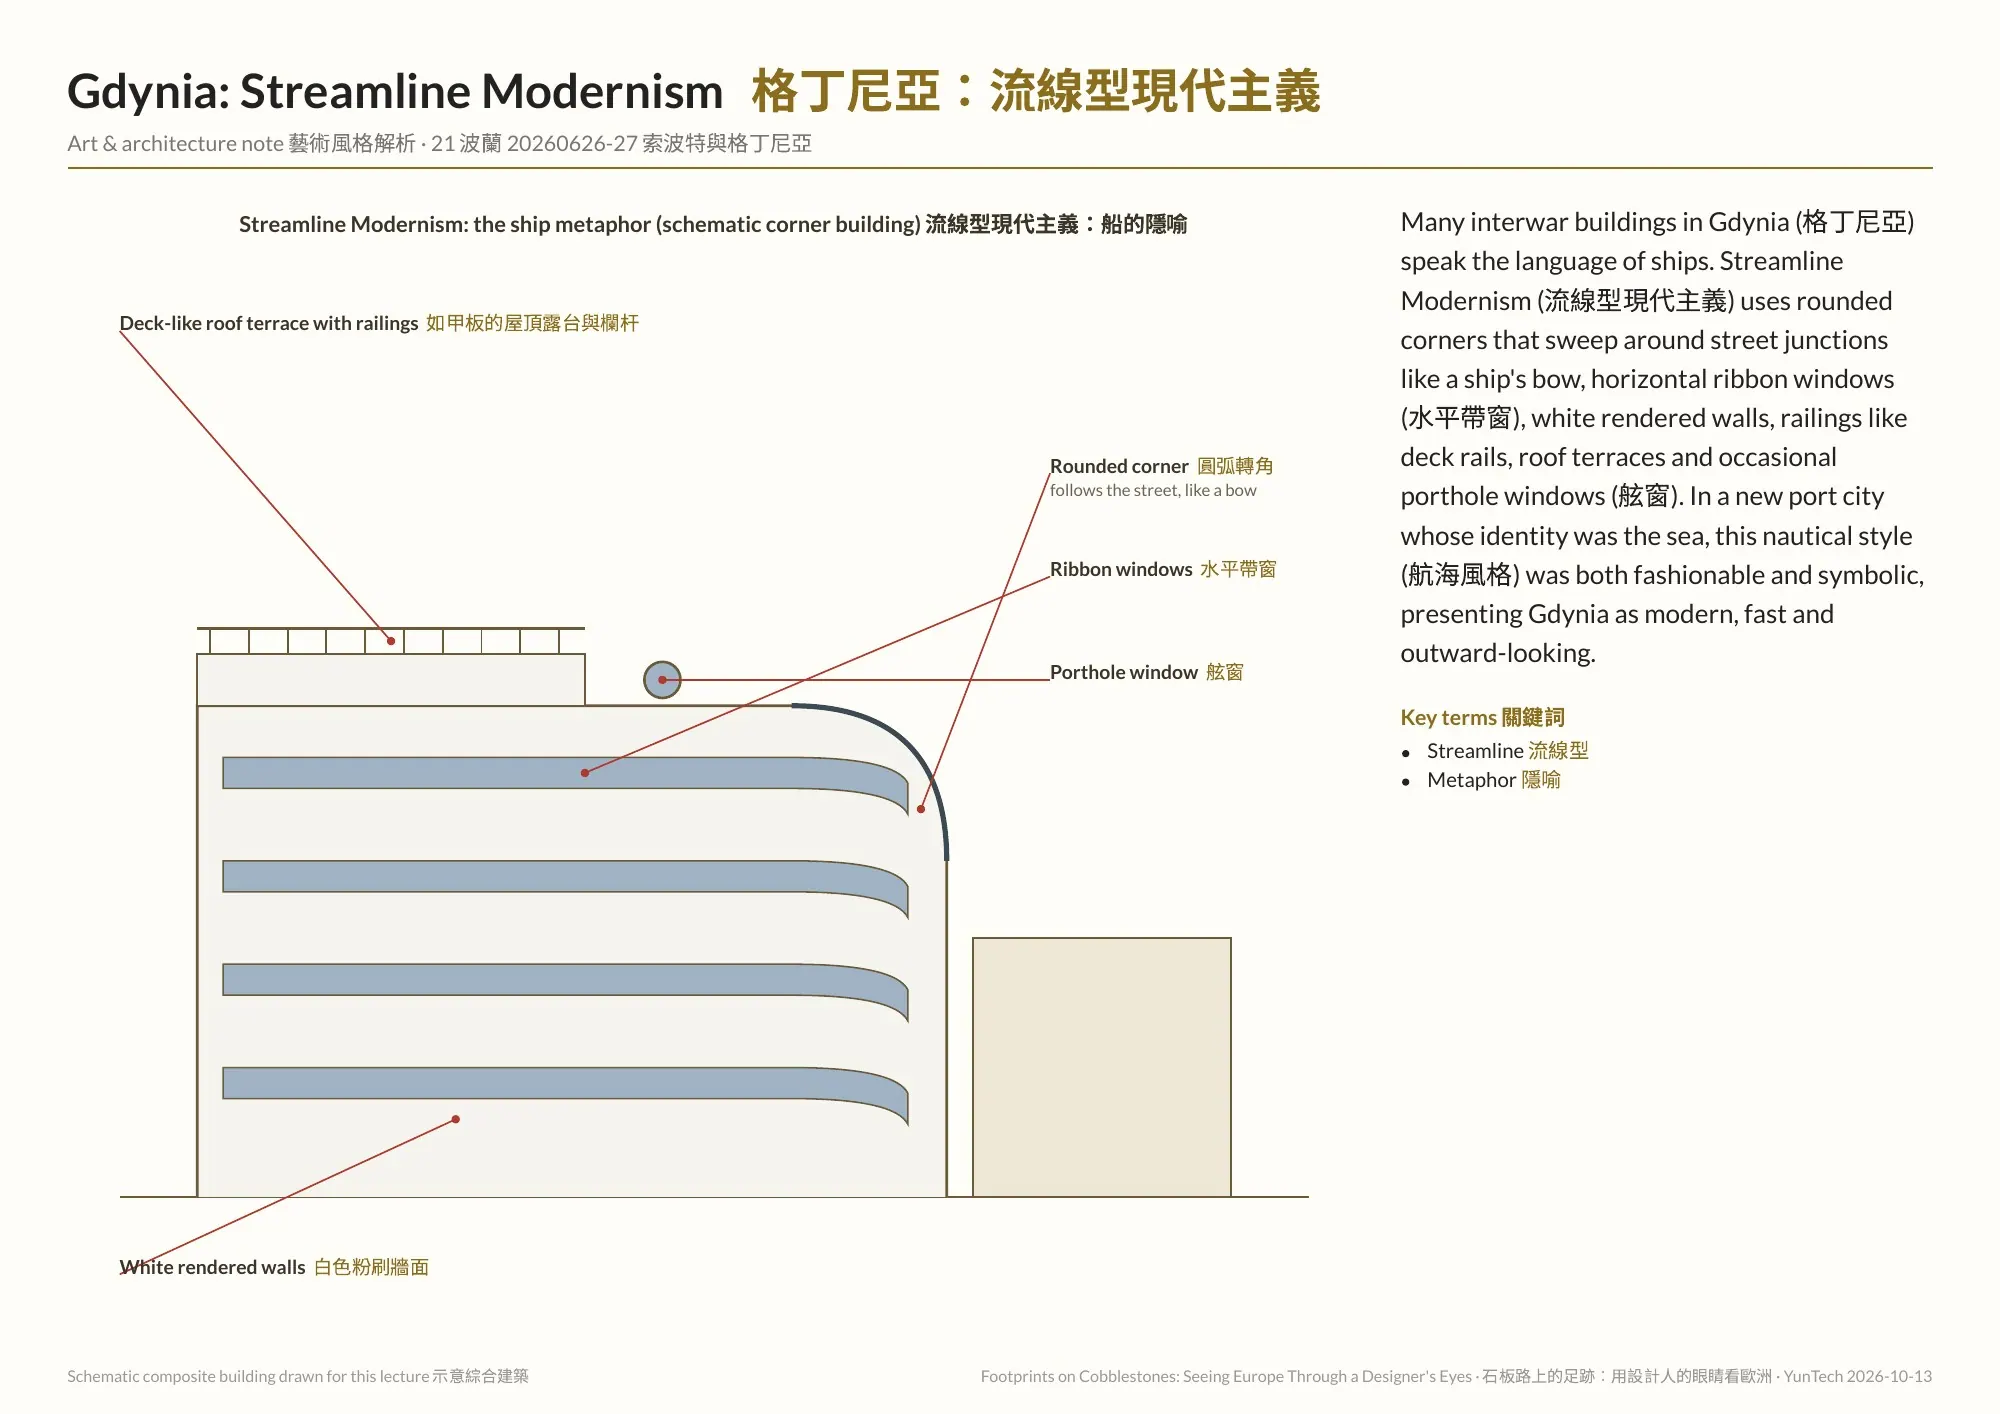 Gdynia: Streamline Modernism 格丁尼亞：流線型現代主義
Art & architecture note 藝術風格解析 · 21 波蘭 20260626-27 索波特與格丁尼亞
Streamline Modernism: the ship metaphor (schematic corner building) 流線型現代主義：船的隱喻
Deck-like roof terrace with railings 如甲板的屋頂露台與欄杆
Rounded corner 圓弧轉角
follows the street, like a bow
Ribbon windows 水平帶窗
Porthole window 舷窗
White rendered walls 白色粉刷牆面
Many interwar buildings in Gdynia (格丁尼亞)
speak the language of ships. Streamline
Modernism (流線型現代主義) uses rounded
corners that sweep around street junctions
like a ship's bow, horizontal ribbon windows
(水平帶窗), white rendered walls, railings like
deck rails, roof terraces and occasional
porthole windows (舷窗). In a new port city
whose identity was the sea, this nautical style
(航海風格) was both fashionable and symbolic,
presenting Gdynia as modern, fast and
outward-looking.
Key terms 關鍵詞
• Streamline 流線型
• Metaphor 隱喻
Schematic composite building drawn for this lecture 示意綜合建築
Footprints on Cobblestones: Seeing Europe Through a Designer's Eyes · 石板路上的足跡：用設計人的眼睛看歐洲 · YunTech 2026-10-13